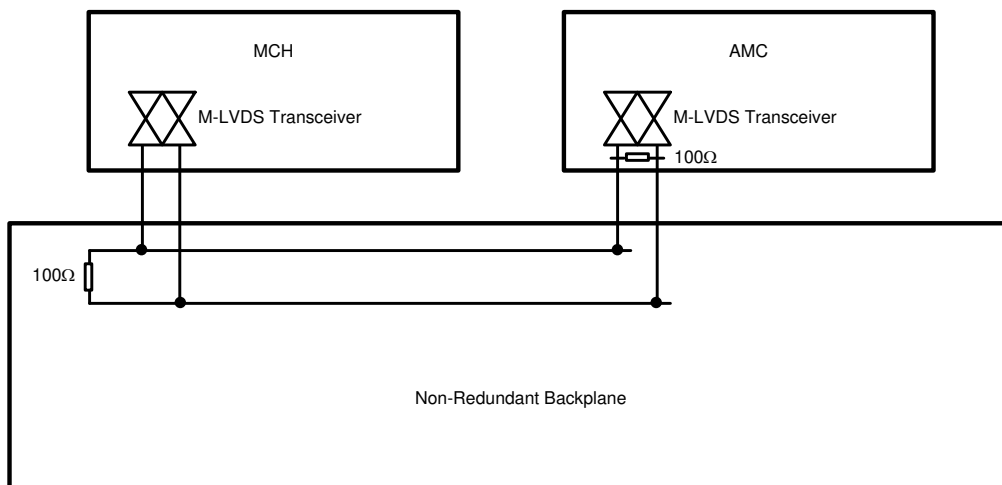 MCH
AMC
M-LVDS Transceiver
M-LVDS Transceiver
100Ω
100Ω
Non-Redundant Backplane